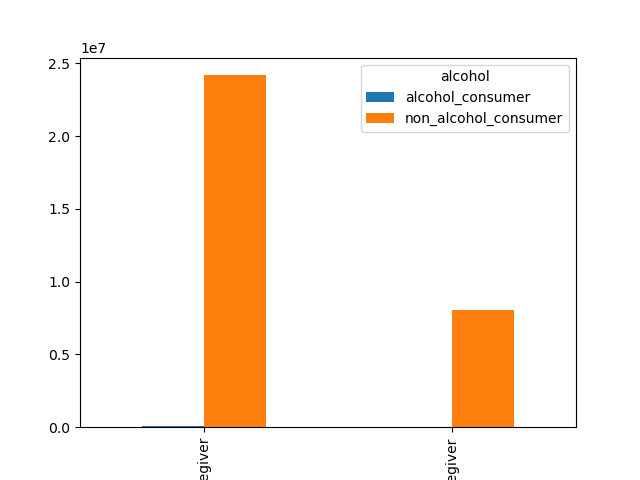 1e7
2.5
2.0
1.5
1.0
0.5
0.0
alcohol
alcohol_consumer
non_alcohol_consumer
egiver
egiver